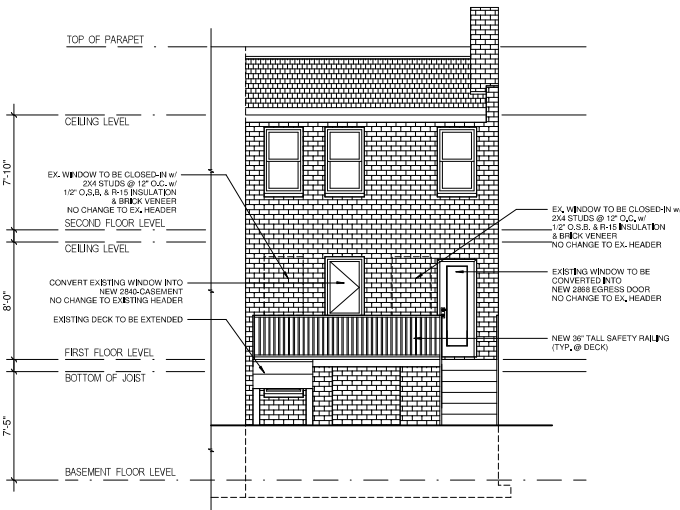 TOP OF PARAPET
CEILING LEVEL
7'-10"
EX. WINDOW TO BE CLOSED-IN w/
2X4 STUDS @ 12" O.C. w/
1/2" O.S.B. & R-15 INSULATION
& BRICK VENEER
NO CHANGE TO EX. HEADER
SECOND FLOOR LEVEL
CEILING LEVEL
EX. WINDOW TO BE CLOSED-IN w/
2X4 STUDS @ 12" O.C. w/
1/2" O.S.B. & R-15 INSULATION
& BRICK VENEER
NO CHANGE TO EX. HEADER
CONVERT EXISTING WINDOW INTO
NEW 2840-CASEMENT
NO CHANGE TO EXISTING HEADER
EXISTING WINDOW TO BE
CONVERTED INTO
NEW 2868 EGRESS DOOR
NO CHANGE TO EX. HEADER
8'-0"
EXISTING DECK TO BE EXTENDED
NEW 36" TALL SAFETY RAILING
(TYP. @ DECK)
FIRST FLOOR LEVEL
BOTTOM OF JOIST
7'-5"
BASEMENT FLOOR LEVEL